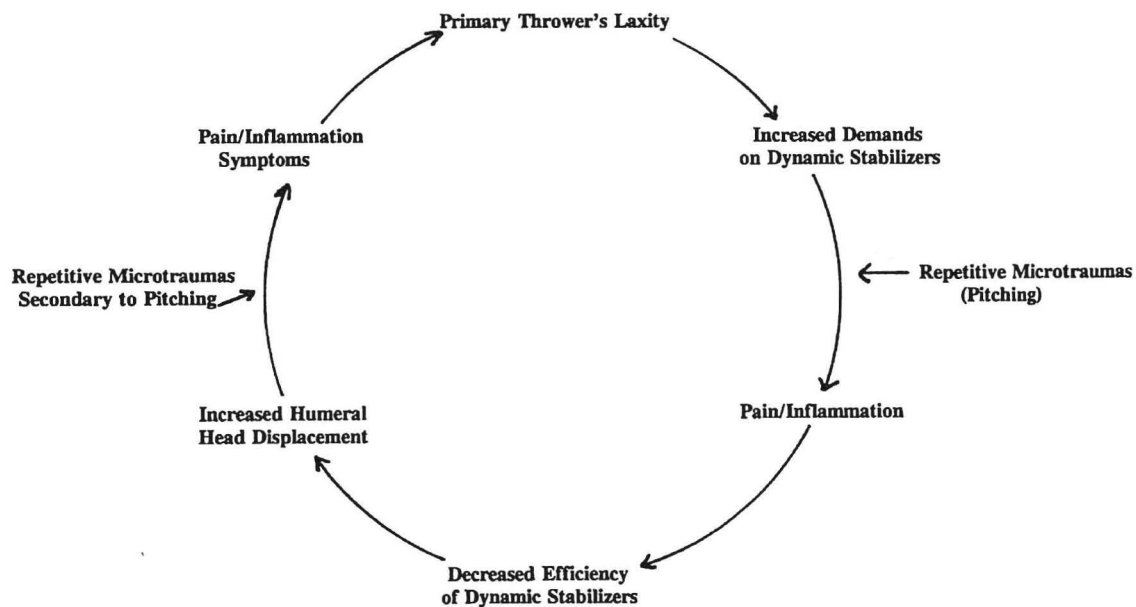 Primary Thrower's Laxity
Increased Demands
on Dynamic Stabilizers
Repetitive Microtraumas
(Pitching)
Pain/Inflammation
Decreased Efficiency
of Dynamic Stabilizers
Increased Humeral
Head Displacement
Repetitive Microtraumas
Secondary to Pitching
Pain/Inflammation
Symptoms